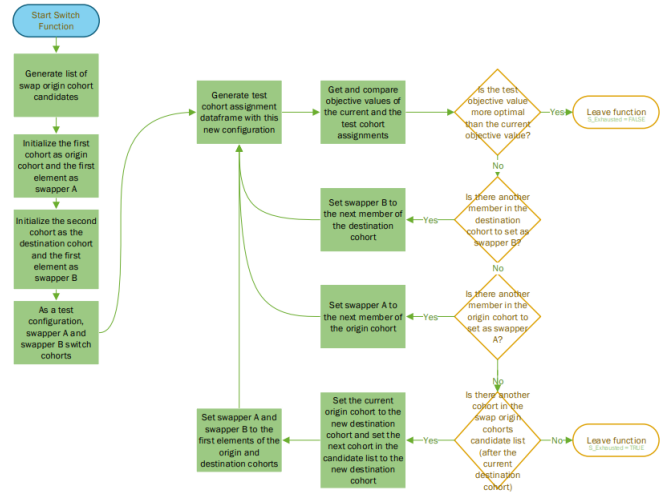 Start Switch
Function
Generate list of
swap origin cohort
candidates
Initialize the first
cohort as origin
cohort and the first
element as
swapper A
Initialize the second
cohort as the
destination cohort
and the first
element as
swapper B
As a test
configuration,
swapper A and
swapper B switch
cohorts
Generate test
cohort assignment
dataframe with this
new configuration
Get and compare
objective values of
the current and the
test cohort
assignments
Is the test
objective value
more optimal
than the current
objective value?
Yes
Leave function
S_Exhausted = FALSE
No
Is there another
member in the
destination
cohort to set as
swapper B?
Yes
Set swapper B to
the next member of
the destination
cohort
No
Is there another
member in the
origin cohort to
set as swapper
A?
Yes
Set swapper A to
the next member of
the origin cohort
No
Is there another
cohort in the
swap origin
cohorts
candidate list
(after the
current
destination
cohort)
No
Leave function
S_Exhausted = TRUE
Yes
Set the current
origin cohort to the
new destination
cohort and set the
next cohort in the
candidate list to the
new destination
cohort
Set swapper A and
swapper B to the
first elements of the
origin and
destination cohorts